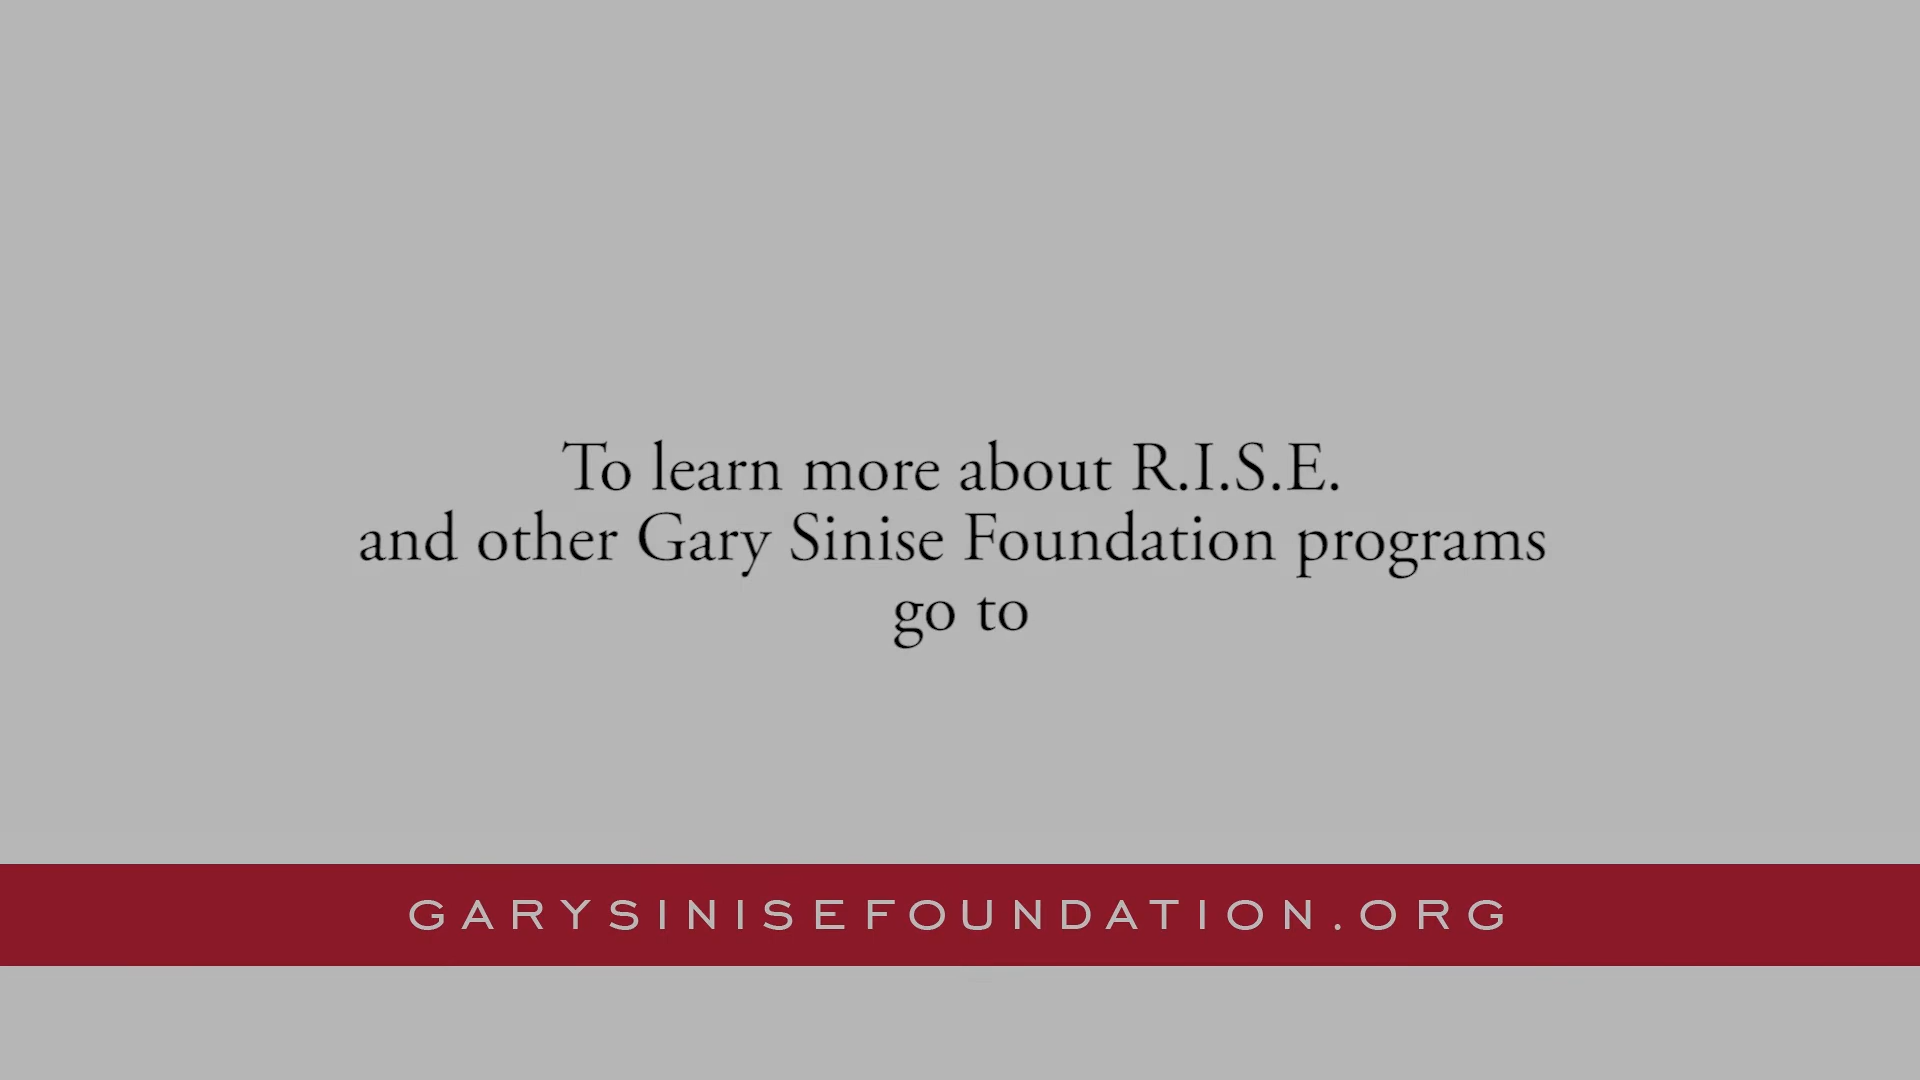 To learn more about R.I.S.E.
and other Gary Sinise Foundation programs
go to
GARYSINISEFOUNDATION.ORG